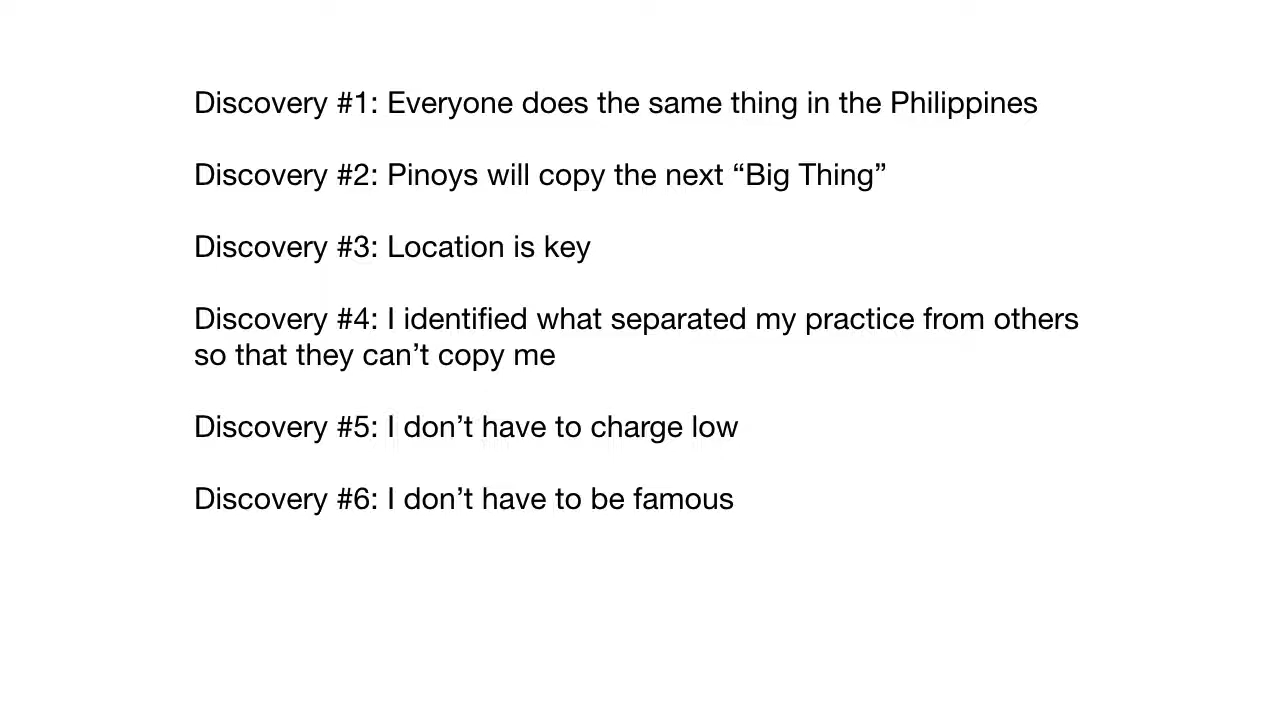 Discovery #1: Everyone does the same thing in the Philippines
Discovery #2: Pinoys will copy the next “Big Thing”
Discovery #3: Location is key
Discovery #4: I identified what separated my practice from others
so that they can’t copy me
Discovery #5: I don’t have to charge low
Discovery #6: I don’t have to be famous